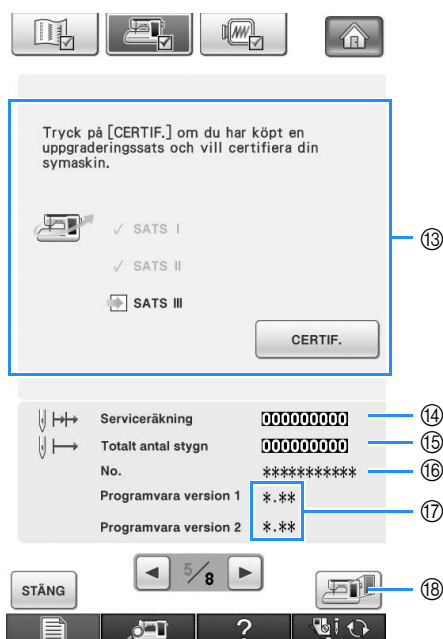 Tryck på [CERTIF.] om du har köpt en
uppgraderingssats och vill certifiera din
symaskin.
✓ SATS I
✓ SATS II
SATS III
CERTIF.
⑬
Serviceräkning 000000000 ⑭
Totalt antal stygn 000000000 ⑮
No. *********** ⑯
Programvara version 1 *.**
Programvara version 2 *.** ⑰
STÄNG
5/8
⑱
? i